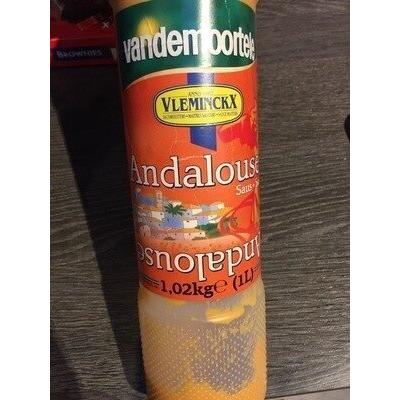 BROWNIES
vandemoortele
VLEMINCKX
Andalouse
Saus
Andalouse
1,02kg℮ (1L)